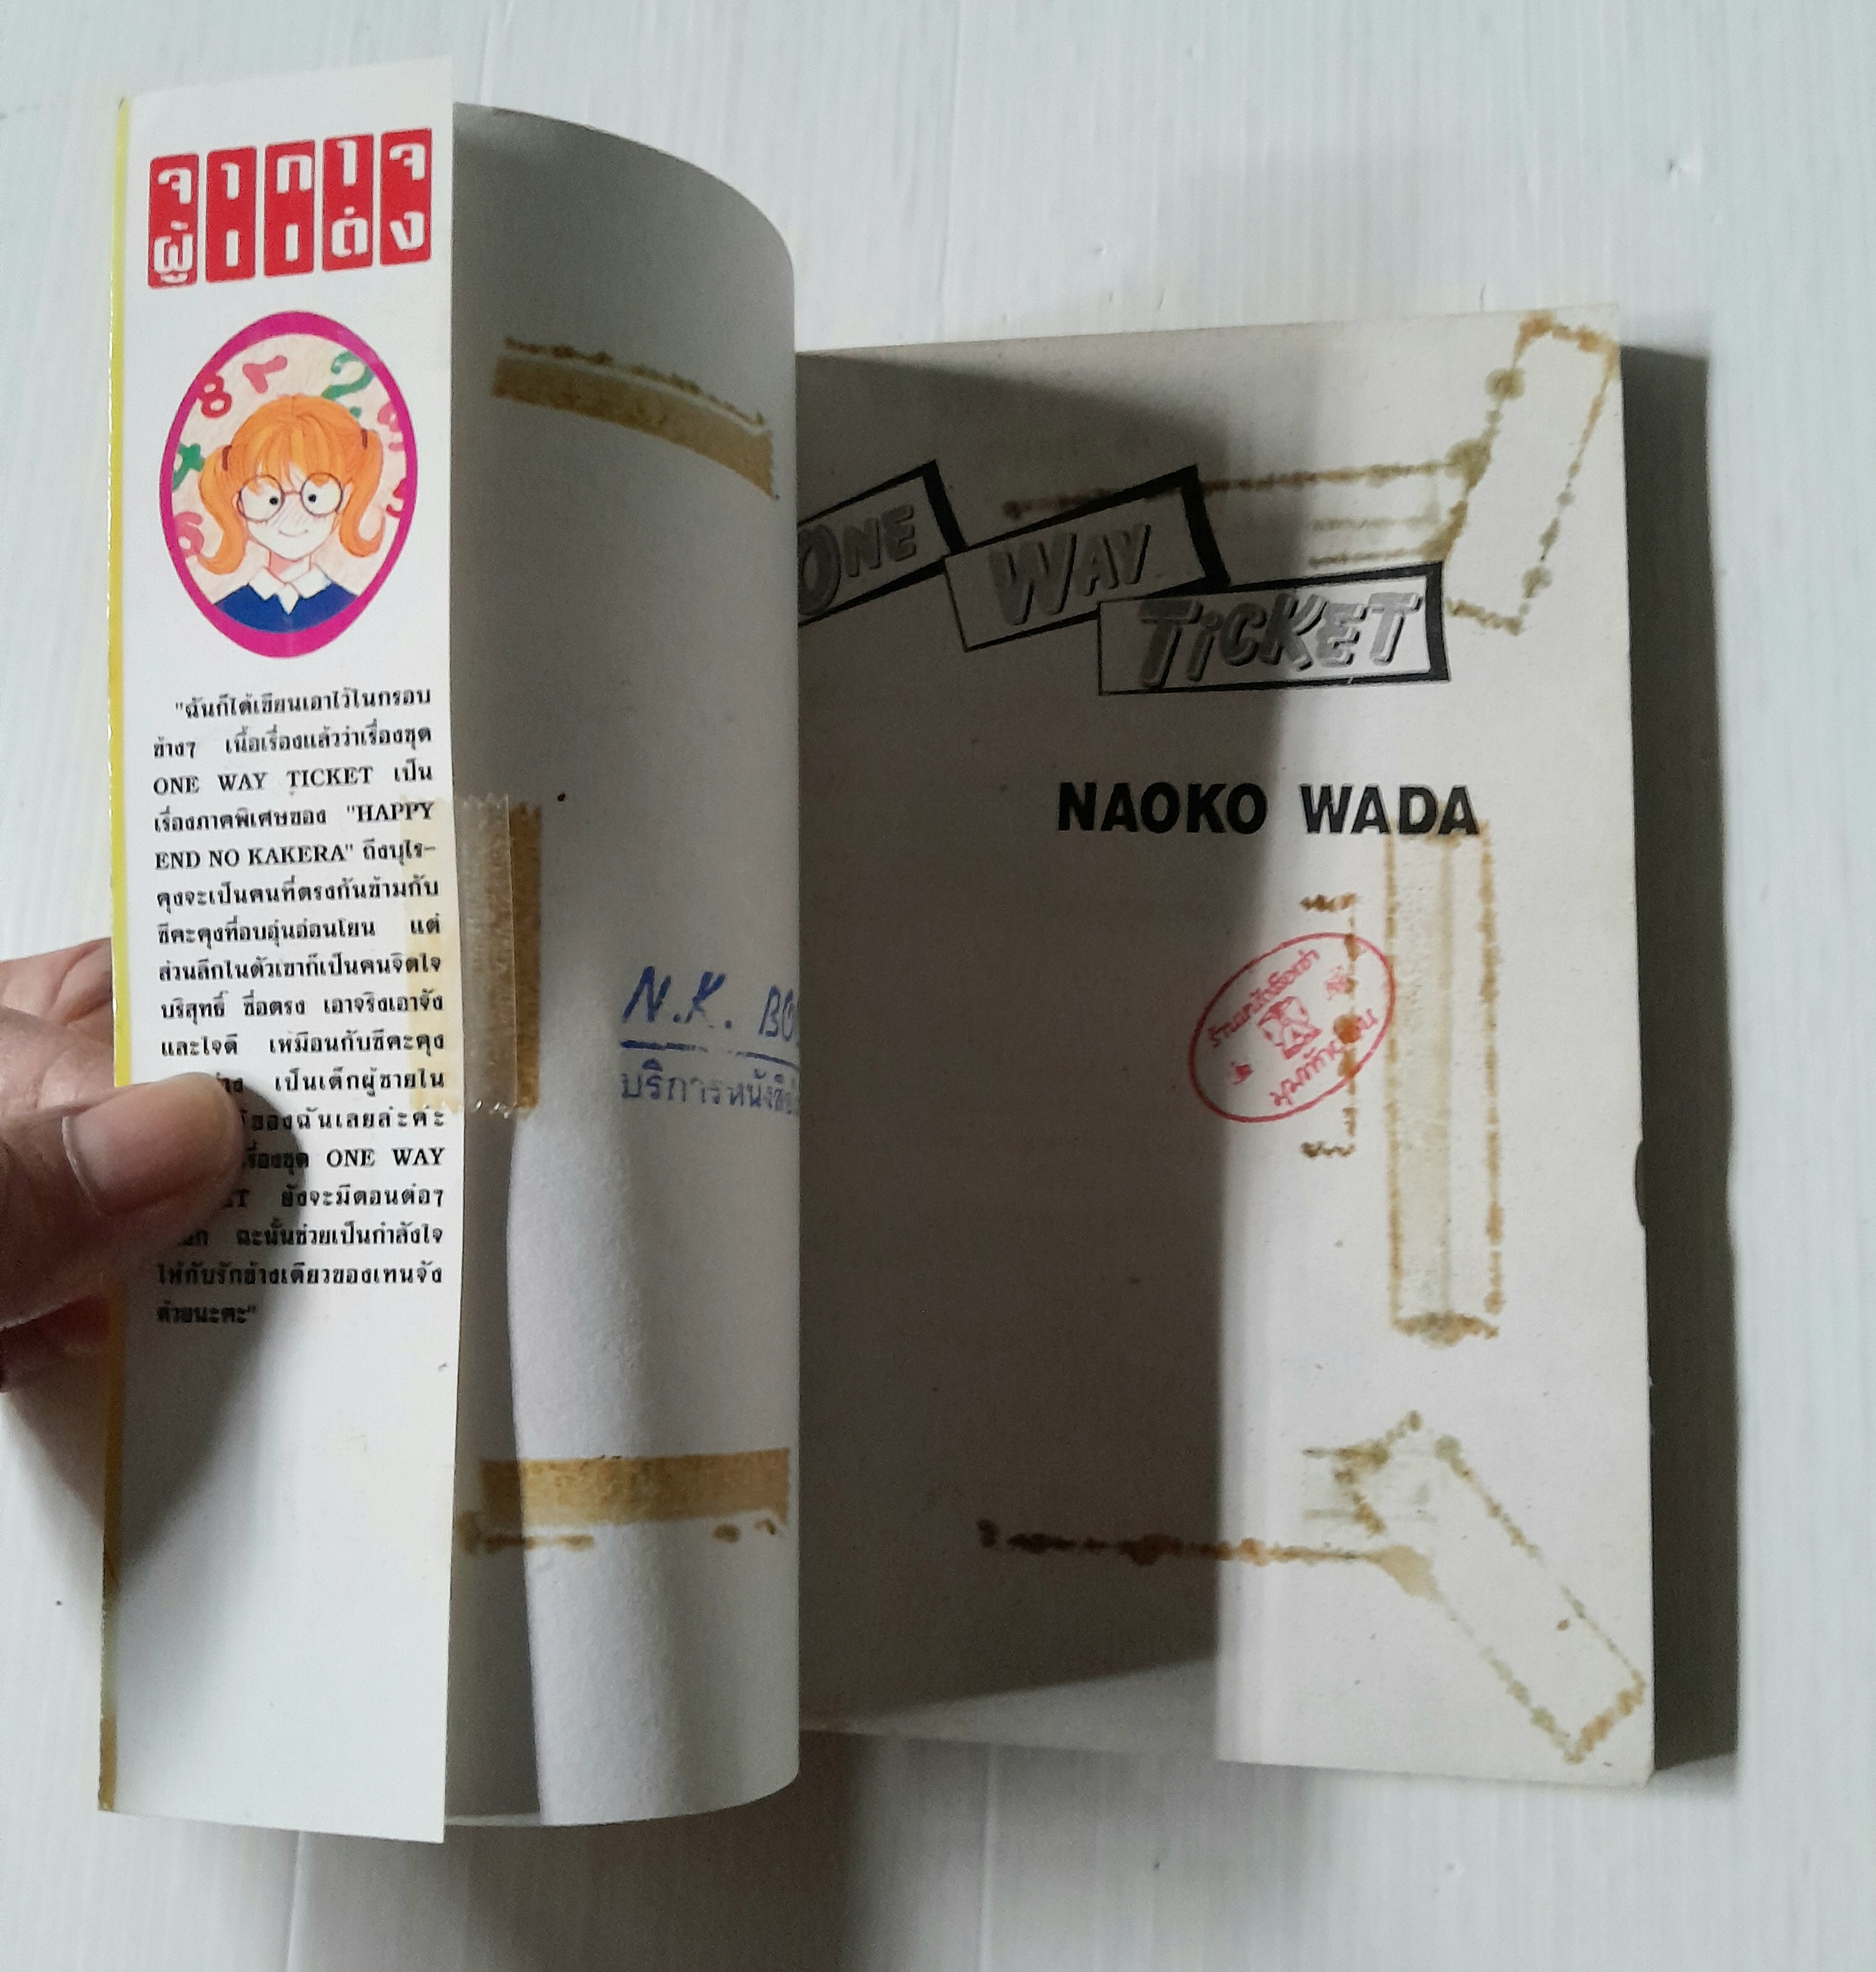 จากใจ
ผู้แต่ง
"ฉันก็ได้เขียนเอาไว้ในกรอบ
ข้างๆ เนื้อเรื่องแล้วว่าเรื่องชุด
ONE WAY TICKET เป็น
เรื่องภาคพิเศษของ "HAPPY
END NO KAKERA" ถึงบุไร-
คุงจะเป็นคนที่ตรงกันข้ามกับ
ชีคะคุงที่อบอุ่นอ่อนโยน แต่
ส่วนลึกในตัวเขาก็เป็นคนจิตใจ
บริสุทธิ์ ซื่อตรง เอาจริงเอาจัง
และใจดี เหมือนกับชีคะคุง
เป็นเด็กผู้ชายใน
ของฉันเลยล่ะค่ะ
เรื่องชุด ONE WAY
ยังจะมีตอนต่อๆ
ฉะนั้นช่วยเป็นกำลังใจ
ให้กับรักข้างเดียวของเทนจัง
ด้วยนะคะ"
N.K. BO
บริการหนังสือ
ONE WAY TICKET
NAOKO WADA